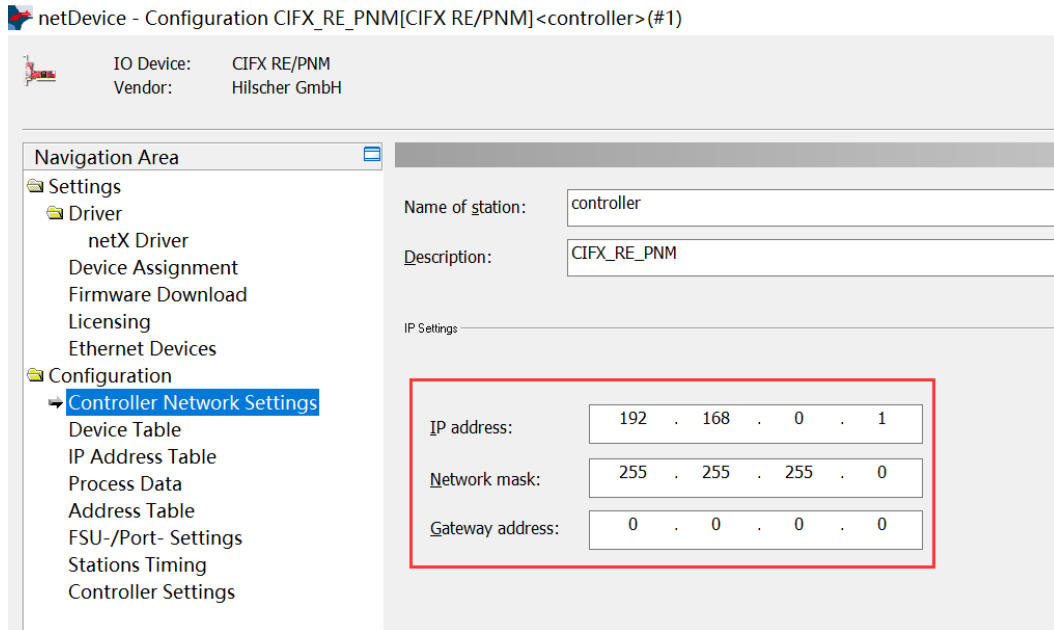 netDevice - Configuration CIFX_RE_PNM[CIFX RE/PNM]<controller>(#1)
IO Device: CIFX RE/PNM
Vendor: Hilscher GmbH
Navigation Area
Settings
Driver
netX Driver
Device Assignment
Firmware Download
Licensing
Ethernet Devices
Configuration
Controller Network Settings
Device Table
IP Address Table
Process Data
Address Table
FSU-/Port- Settings
Stations Timing
Controller Settings
Name of station: controller
Description: CIFX_RE_PNM
IP Settings
IP address: 192 . 168 . 0 . 1
Network mask: 255 . 255 . 255 . 0
Gateway address: 0 . 0 . 0 . 0